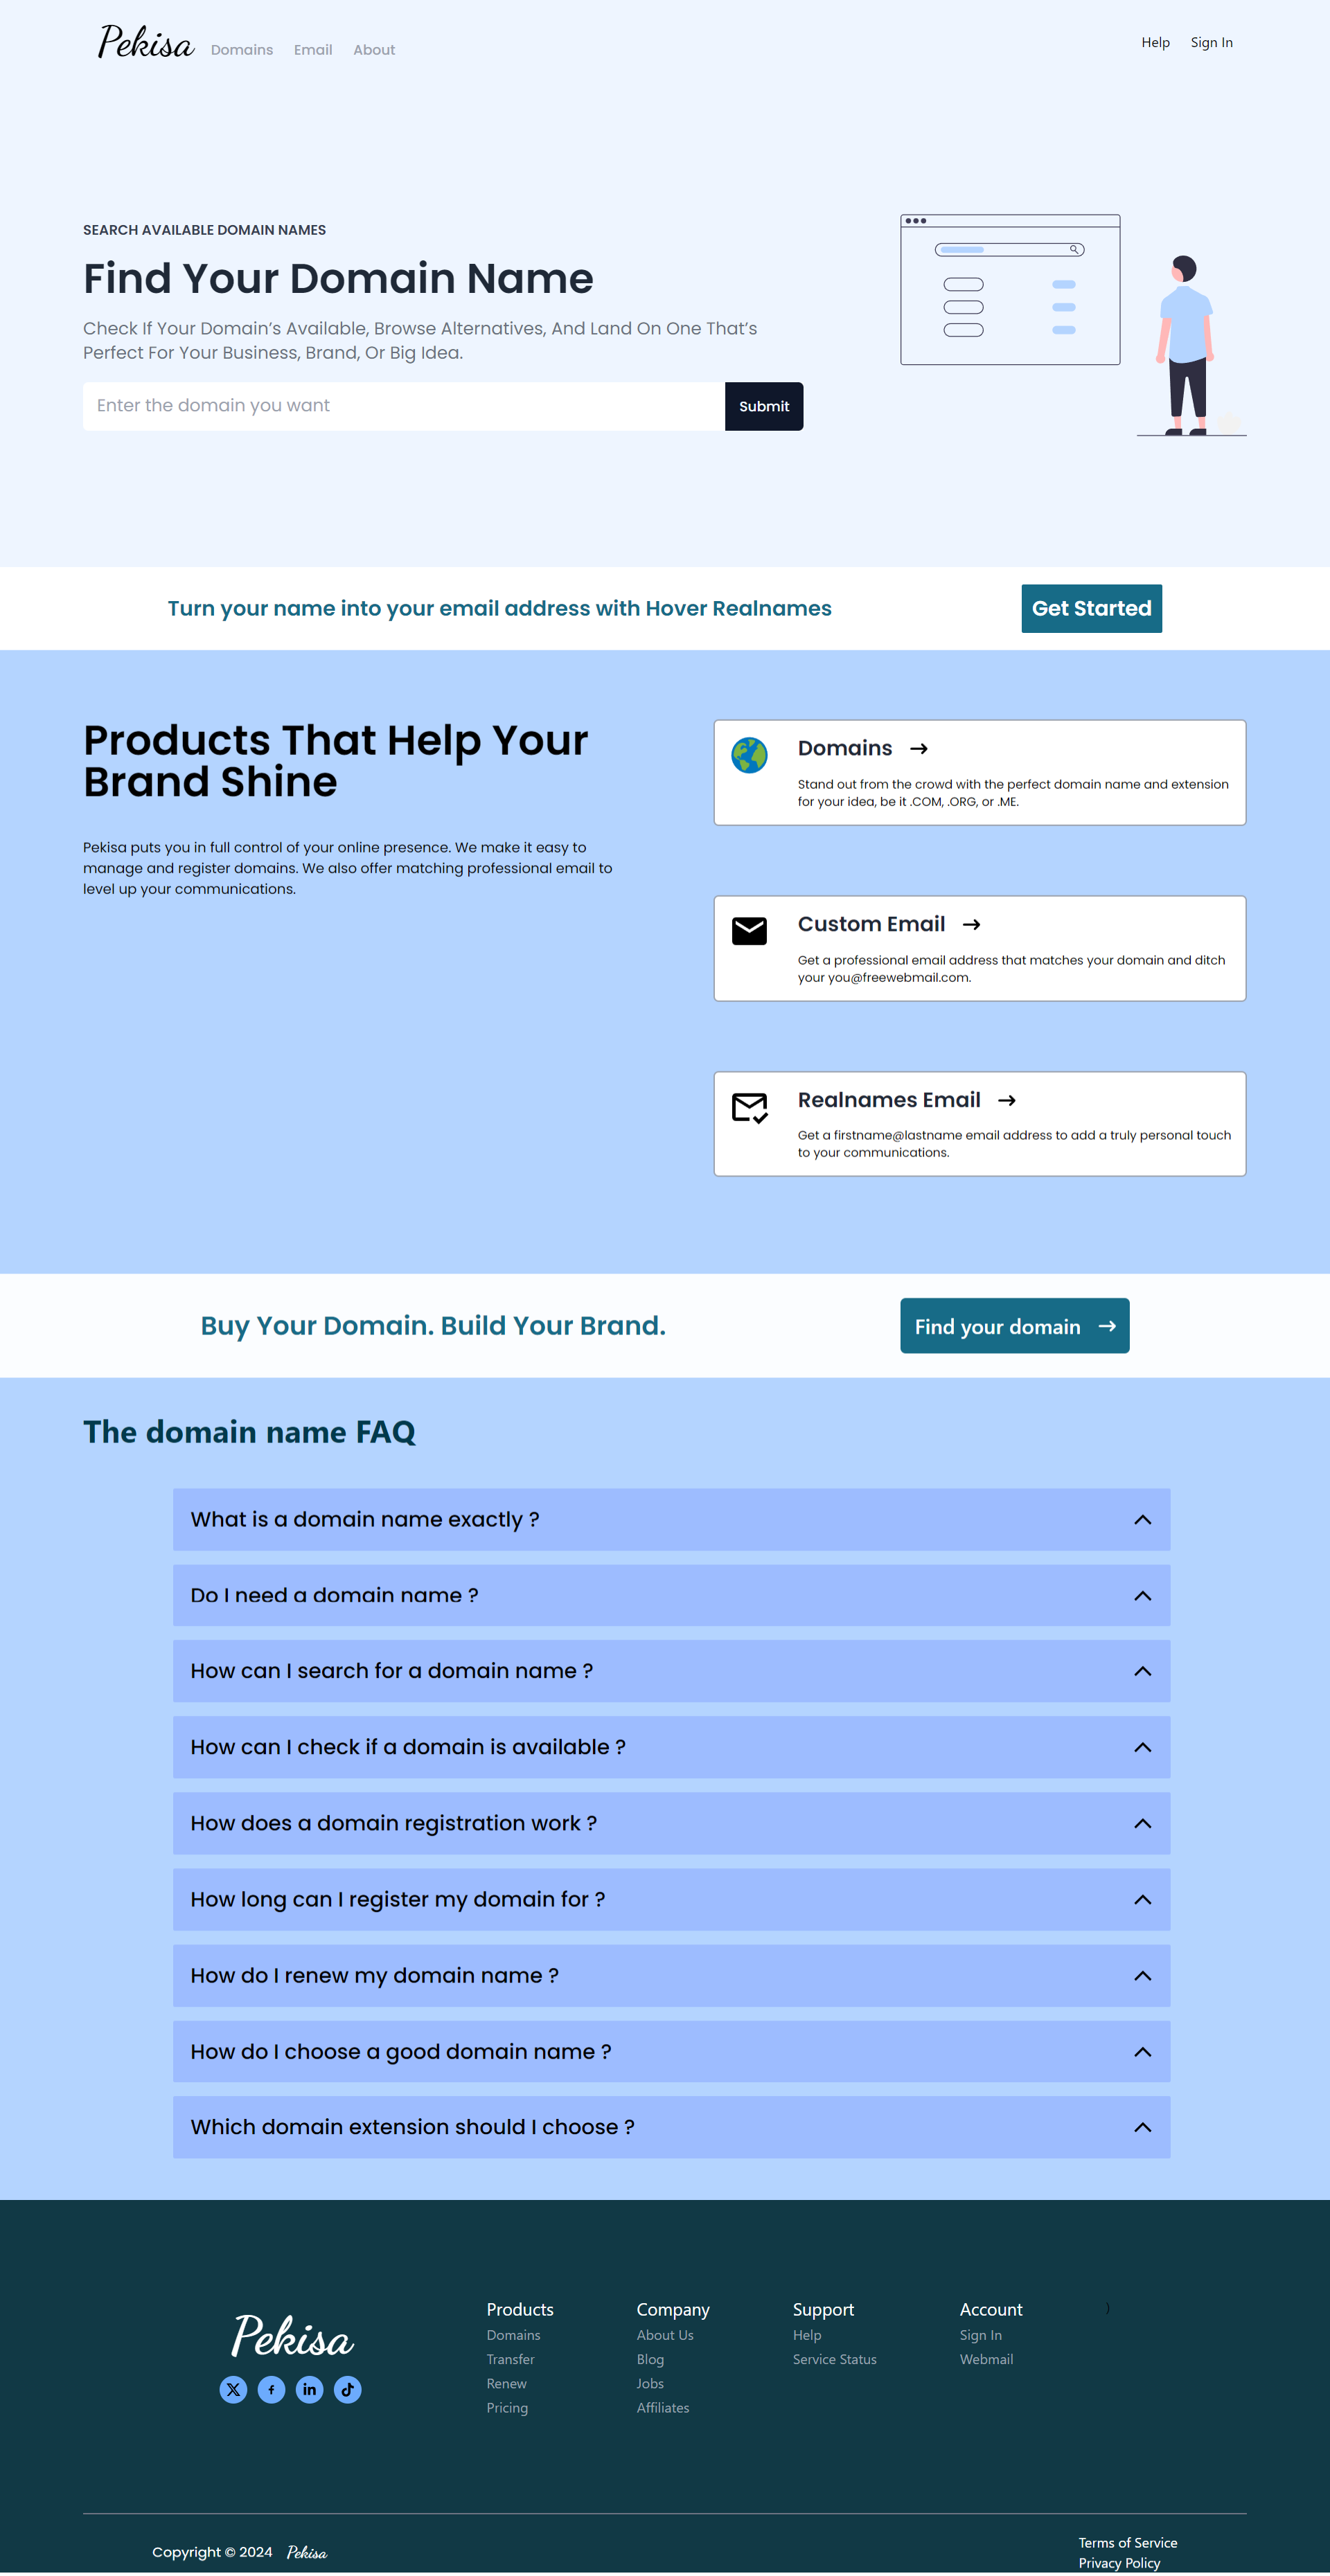 Pekisa
Domains
Email
About
Help
Sign In
SEARCH AVAILABLE DOMAIN NAMES
Find Your Domain Name
Check If Your Domain’s Available, Browse Alternatives, And Land On One That’s
Perfect For Your Business, Brand, Or Big Idea.
Enter the domain you want
Submit
Turn your name into your email address with Hover Realnames
Get Started
Products That Help Your
Brand Shine
Pekisa puts you in full control of your online presence. We make it easy to
manage and register domains. We also offer matching professional email to
level up your communications.
Domains
Stand out from the crowd with the perfect domain name and extension
for your idea, be it .COM, .ORG, or .ME.
Custom Email
Get a professional email address that matches your domain and ditch
your you@freewebmail.com.
Realnames Email
Get a firstname@lastname email address to add a truly personal touch
to your communications.
Buy Your Domain. Build Your Brand.
Find your domain
The domain name FAQ
What is a domain name exactly ?
Do I need a domain name ?
How can I search for a domain name ?
How can I check if a domain is available ?
How does a domain registration work ?
How long can I register my domain for ?
How do I renew my domain name ?
How do I choose a good domain name ?
Which domain extension should I choose ?
Pekisa
Products
Domains
Transfer
Renew
Pricing
Company
About Us
Blog
Jobs
Affiliates
Support
Help
Service Status
Account
Sign In
Webmail
)
Copyright © 2024 Pekisa
Terms of Service
Privacy Policy